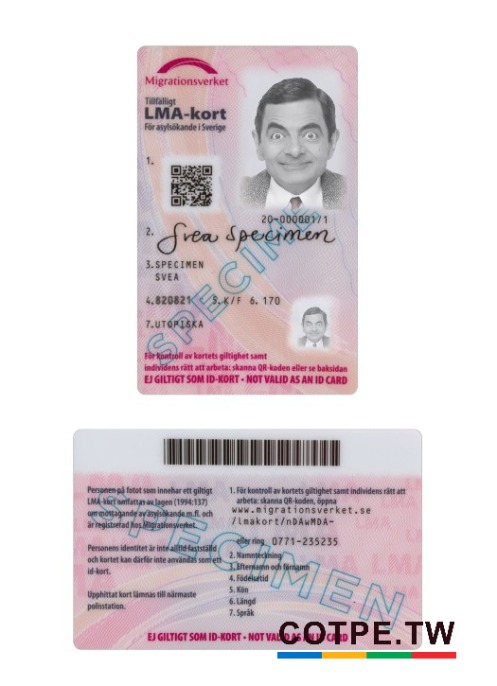 Migrationsverket
Tillfälligt
LMA-kort
För asylsökande i Sverige
1.
20-000001/1
2. Svea Specimen
3.SPECIMEN
SVEA
4.820821 5.K/F 6.170
7.UTOPISKA
SPECIMEN
För kontroll av kortets giltighet samt
individens rätt att arbeta: skanna QR-koden eller se baksidan
EJ GILTIGT SOM ID-KORT • NOT VALID AS AN ID CARD
Personen på fotot som innehar ett giltigt
LMA-kort omfattas av lagen (1994:137)
om mottagande av asylsökande m.fl. och
är registrerad hos Migrationsverket.
Personens identitet är inte alltid fastställd
och kortet kan därför inte användas som ett
id-kort.
Upphittat kort lämnas till närmaste
polisstation.
1. För kontroll av kortets giltighet samt individens rätt att
arbeta: skanna QR-koden, öppna
www.migrationsverket.se
/lmakort/nDAwMDA-
eller ring 0771-235235
2. Namnteckning
3. Efternamn och förnamn
4. Födelsetid
5. Kön
6. Längd
7. Språk
SPECIMEN
EJ GILTIGT SOM ID-KORT • NOT VALID AS AN ID CARD
COTPE.TW